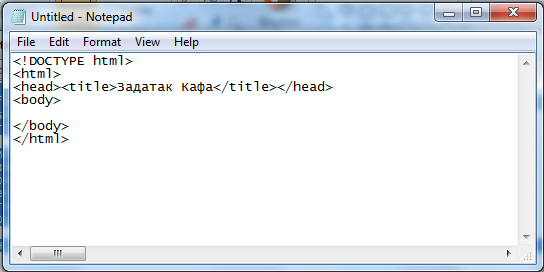 Untitled - Notepad
File Edit Format View Help
<!DOCTYPE html>
<html>
<head><title>Задатак Кафа</title></head>
<body>

</body>
</html>